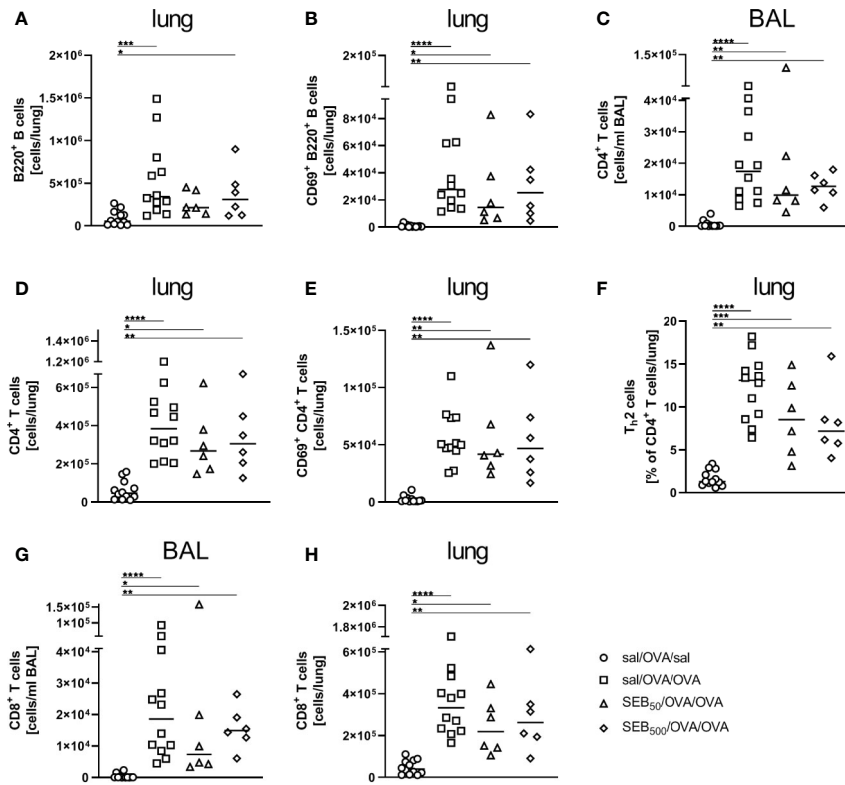 A lung
B220⁺ B cells
[cells/lung]
2×10⁶
1.5×10⁶
1×10⁶
5×10⁵
0
***
*
B lung
CD69⁺ B220⁺ B cells
[cells/lung]
2×10⁵
8×10⁴
6×10⁴
4×10⁴
2×10⁴
0
****
*
**
C BAL
CD4⁺ T cells
[cells/ml BAL]
1.5×10⁵
4×10⁴
2×10⁴
1×10⁴
0
****
**
**
D lung
CD4⁺ T cells
[cells/lung]
1.4×10⁶
1.2×10⁶
6×10⁵
4×10⁵
2×10⁵
0
****
*
**
E lung
CD69⁺ CD4⁺ T cells
[cells/lung]
1.5×10⁵
1×10⁵
5×10⁴
0
****
**
**
F lung
Tₕ2 cells
[% of CD4⁺ T cells/lung]
20
15
10
5
0
****
***
**
G BAL
CD8⁺ T cells
[cells/ml BAL]
1.5×10⁵
1×10⁵
4×10⁴
3×10⁴
2×10⁴
1×10⁴
0
****
*
**
H lung
CD8⁺ T cells
[cells/lung]
2×10⁶
1.8×10⁶
6×10⁵
4×10⁵
2×10⁵
0
****
*
**
sal/OVA/sal
sal/OVA/OVA
SEB₅₀/OVA/OVA
SEB₅₀₀/OVA/OVA